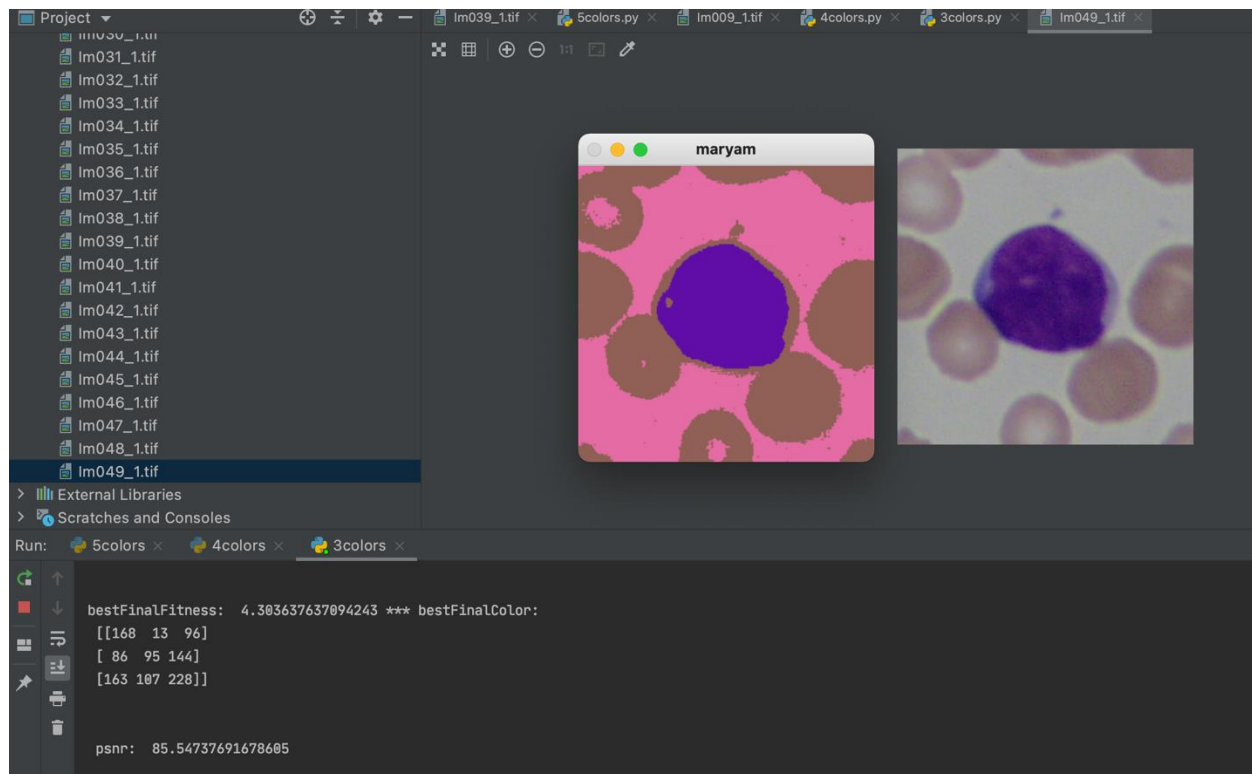 Project
Im039_1.tif 5colors.py Im009_1.tif 4colors.py 3colors.py Im049_1.tif
Im030_1.tif
Im031_1.tif
Im032_1.tif
Im033_1.tif
Im034_1.tif
Im035_1.tif
Im036_1.tif
Im037_1.tif
Im038_1.tif
Im039_1.tif
Im040_1.tif
Im041_1.tif
Im042_1.tif
Im043_1.tif
Im044_1.tif
Im045_1.tif
Im046_1.tif
Im047_1.tif
Im048_1.tif
Im049_1.tif
External Libraries
Scratches and Consoles
1:1
maryam
Run: 5colors 4colors 3colors
bestFinalFitness: 4.303637637094243 *** bestFinalColor:
[[168 13 96]
[ 86 95 144]
[163 107 228]]
psnr: 85.54737691678605